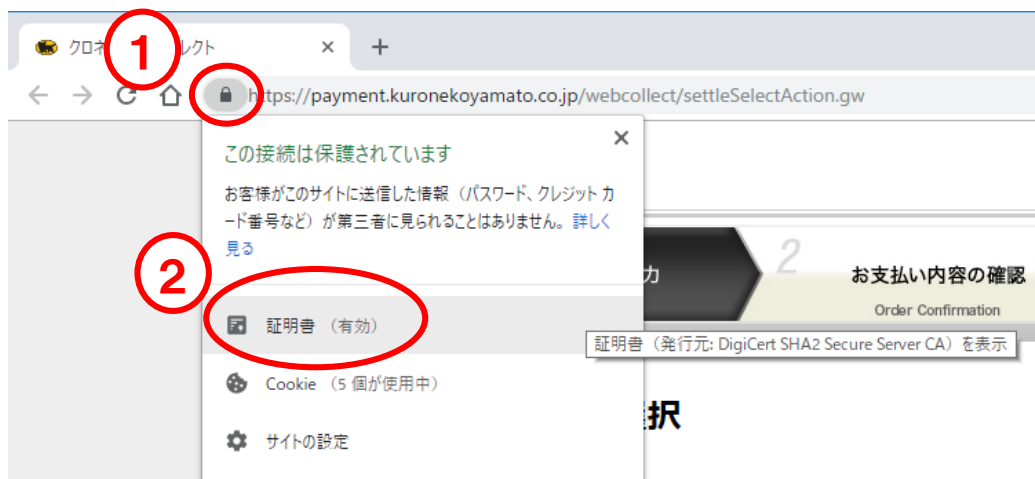 クロネ レクト
1
https://payment.kuronekoyamato.co.jp/webcollect/settleSelectAction.gw
この接続は保護されています
お客様がこのサイトに送信した情報（パスワード、クレジット カ
ード番号など）が第三者に見られることはありません。詳しく
見る
2
証明書 （有効）
証明書（発行元: DigiCert SHA2 Secure Server CA）を表示
Cookie （5 個が使用中）
サイトの設定
力
2
お支払い内容の確認
Order Confirmation
択